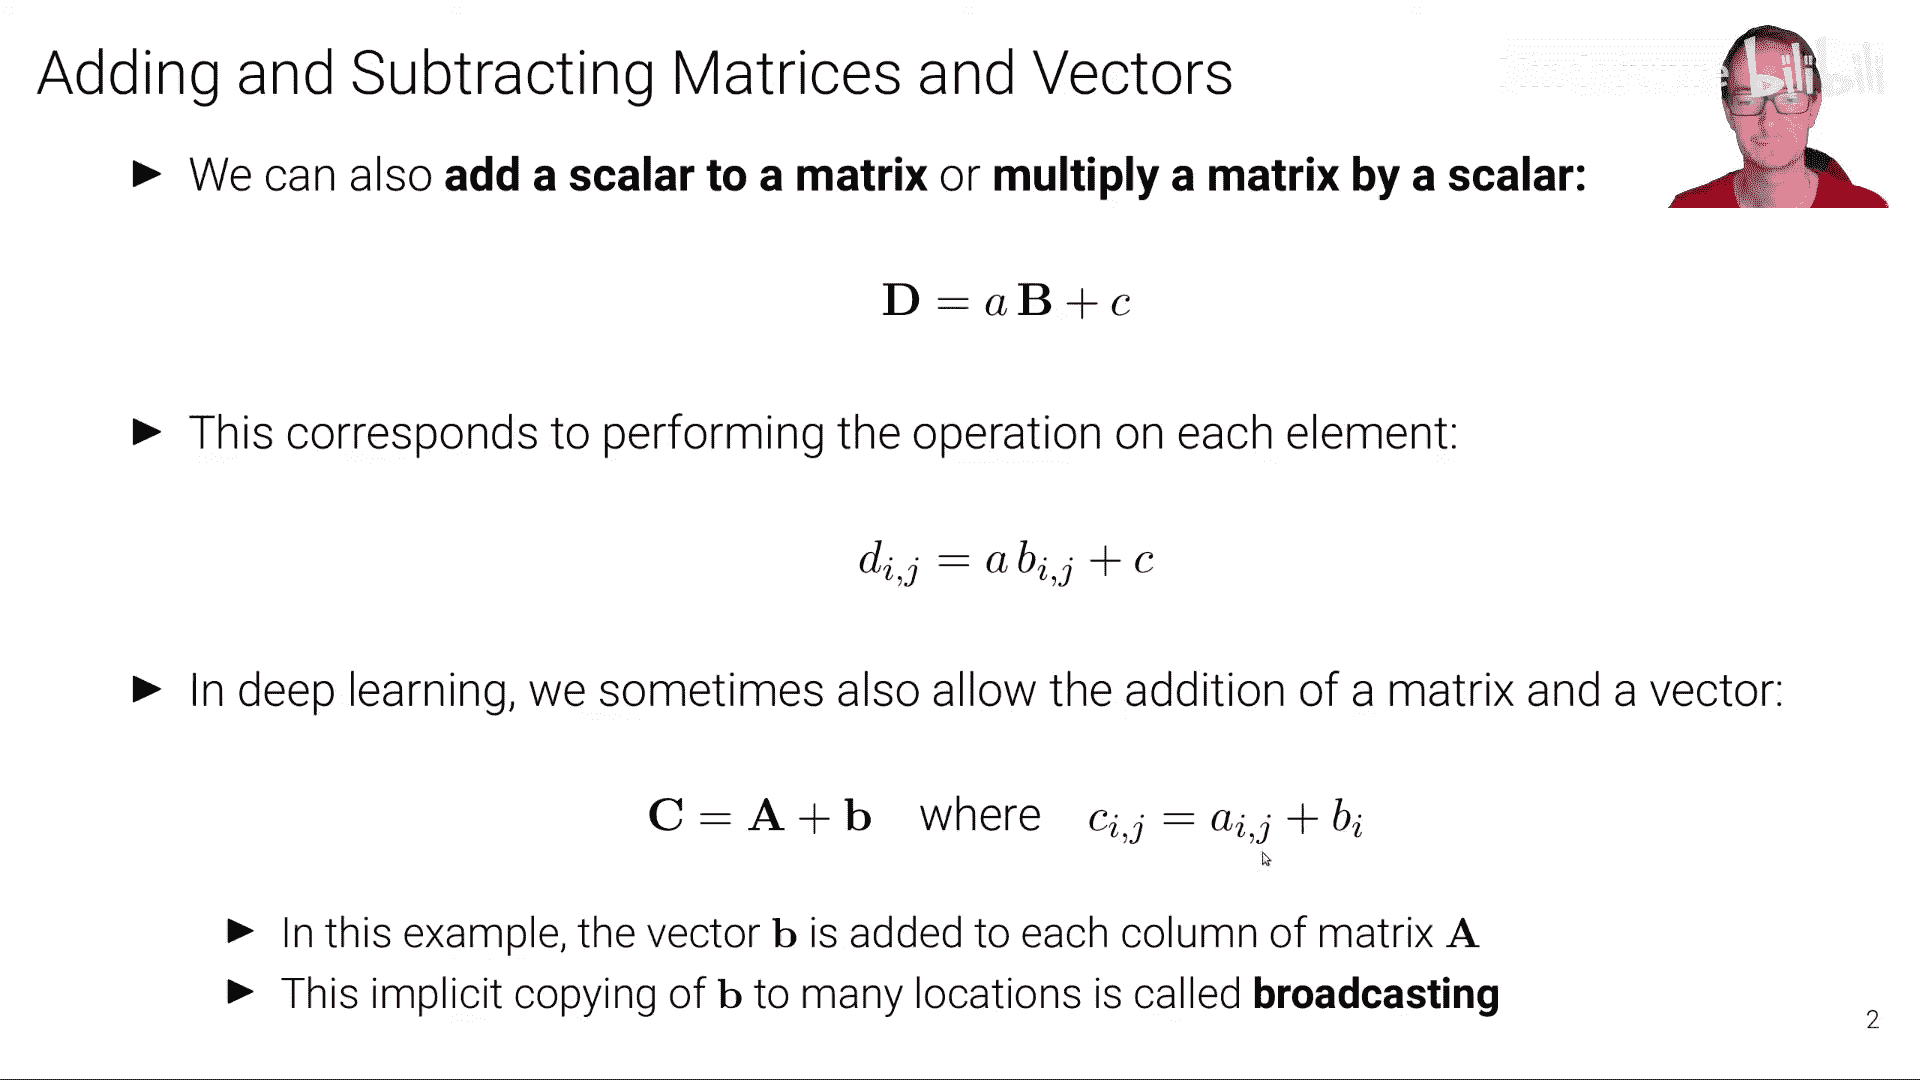 Adding and Subtracting Matrices and Vectors
bilibili
► We can also add a scalar to a matrix or multiply a matrix by a scalar:
D = a B + c
► This corresponds to performing the operation on each element:
d_{i,j} = a b_{i,j} + c
► In deep learning, we sometimes also allow the addition of a matrix and a vector:
C = A + b where c_{i,j} = a_{i,j} + b_i
► In this example, the vector b is added to each column of matrix A
► This implicit copying of b to many locations is called broadcasting
2